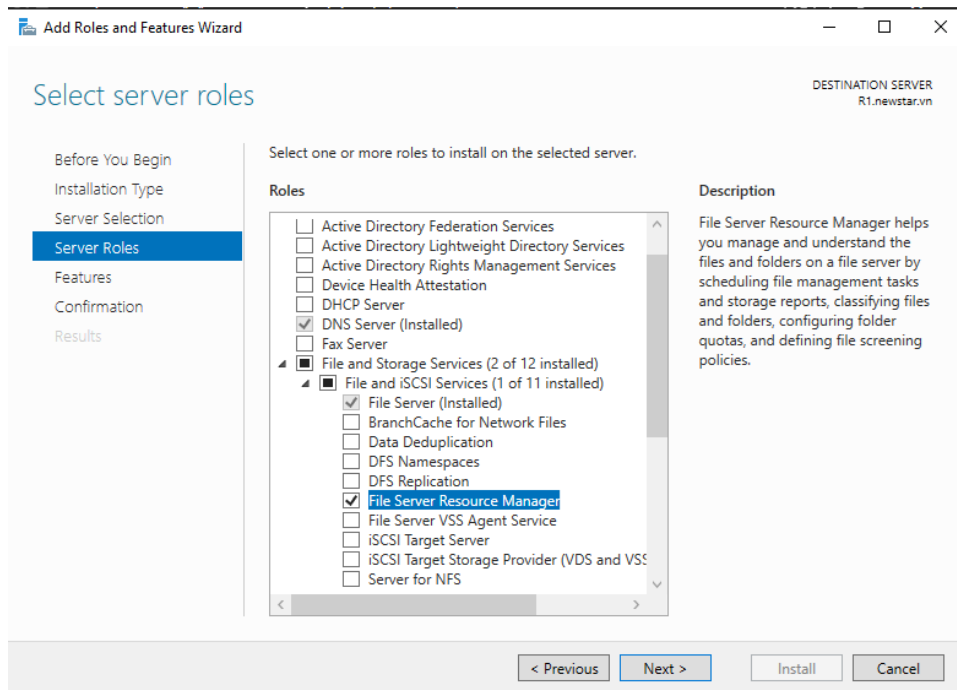 Add Roles and Features Wizard
Select server roles
DESTINATION SERVER
R1.newstar.vn
Before You Begin
Installation Type
Server Selection
Server Roles
Features
Confirmation
Results
Select one or more roles to install on the selected server.
Roles
Active Directory Federation Services
Active Directory Lightweight Directory Services
Active Directory Rights Management Services
Device Health Attestation
DHCP Server
DNS Server (Installed)
Fax Server
File and Storage Services (2 of 12 installed)
File and iSCSI Services (1 of 11 installed)
File Server (Installed)
BranchCache for Network Files
Data Deduplication
DFS Namespaces
DFS Replication
File Server Resource Manager
File Server VSS Agent Service
iSCSI Target Server
iSCSI Target Storage Provider (VDS and VSS
Server for NFS
Description
File Server Resource Manager helps
you manage and understand the
files and folders on a file server by
scheduling file management tasks
and storage reports, classifying files
and folders, configuring folder
quotas, and defining file screening
policies.
< Previous
Next >
Install
Cancel